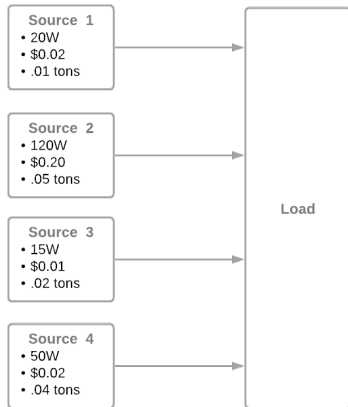 Source 1
• 20W
• $0.02
• .01 tons
Source 2
• 120W
• $0.20
• .05 tons
Source 3
• 15W
• $0.01
• .02 tons
Source 4
• 50W
• $0.02
• .04 tons
Load